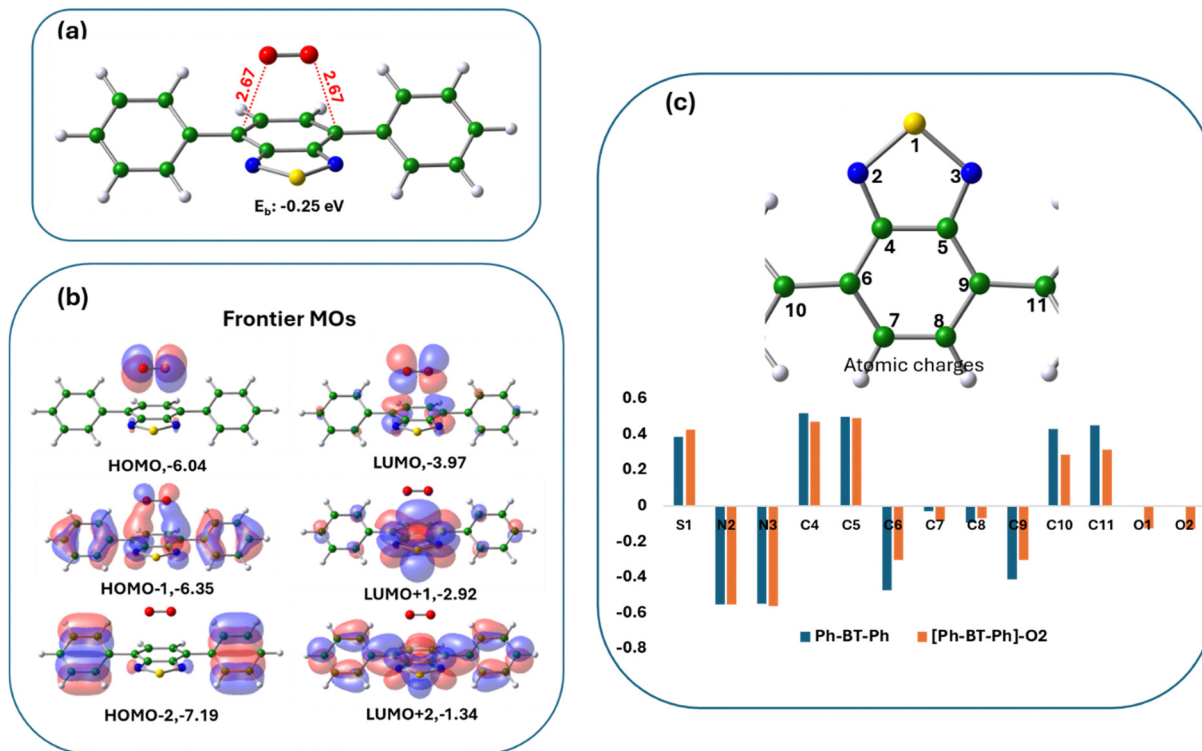 (a)
2.67
2.67
E_b: -0.25 eV
(b)
Frontier MOs
HOMO,-6.04
LUMO,-3.97
HOMO-1,-6.35
LUMO+1,-2.92
HOMO-2,-7.19
LUMO+2,-1.34
(c)
1
2
3
4
5
6
9
10
7
8
11
Atomic charges
0.6
0.4
0.2
0
-0.2
-0.4
-0.6
-0.8
S1
N2
N3
C4
C5
C6
C7
C8
C9
C10
C11
O1
O2
Ph-BT-Ph
[Ph-BT-Ph]-O2